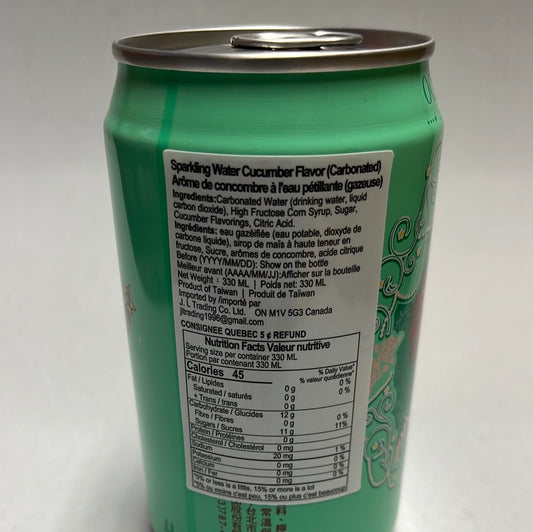 Sparkling Water Cucumber Flavor (Carbonated)
Arôme de concombre à l'eau pétillante (gazeuse)
Ingredients:Carbonated Water (drinking water, liquid
carbon dioxide), High Fructose Corn Syrup, Sugar,
Cucumber Flavorings, Citric Acid.
Ingrédients: eau gazéifiée (eau potable, dioxyde de
carbone liquide), sirop de maïs à haute teneur en
fructose, Sucre, arômes de concombre, acide citrique
Before (YYYY/MM/DD): Show on the bottle
Meilleur avant (AAAA/MM/JJ):Afficher sur la bouteille
Net Weight : 330 ML | Poids net: 330 ML
Product of Taiwan | Produit de Taïwan
Imported by /importé par
J. L Trading Co. Ltd. ON M1V 5G3 Canada
jltrading1996@gmail.com
CONSIGNEE QUEBEC 5 ¢ REFUND
Nutrition Facts Valeur nutritive
Serving size per container 330 ML
Portion par contenant 330 ML
Calories 45 % Daily Value*
% valeur quotidienne*
Fat / Lipides 0 g 0 %
Saturated / saturés 0 g 0 %
+ Trans / trans 0 g
Carbohydrate / Glucides 12 g
Fibre / Fibres 0 g 0 %
Sugars / Sucres 11 g 11%
Protein / Protéines 0 g
Cholesterol / Cholestérol 0 mg
Sodium 20 mg 1 %
Potassium 0 mg 0 %
Calcium 0 mg 0 %
Iron / Fer 0 mg 0 %
*5% or less is a little, 15% or more is a lot
*5% ou moins c'est peu, 15% ou plus c'est beaucoup